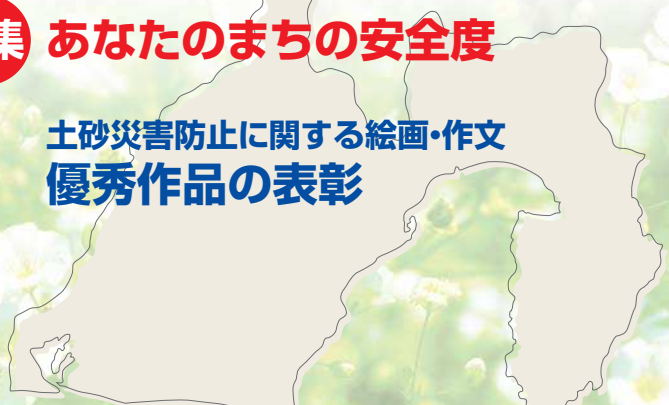 集 あなたのまちの安全度
土砂災害防止に関する絵画・作文
優秀作品の表彰